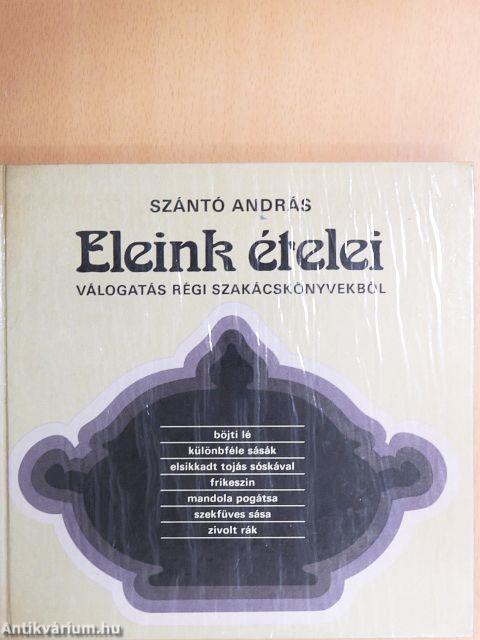 SZÁNTÓ ANDRÁS
Eleink ételei
VÁLOGATÁS RÉGI SZAKÁCSKÖNYVEKBŐL
böjti lé
különbféle sásák
elsikkadt tojás sóskával
frikeszin
mandola pogátsa
szekfüves sása
zivolt rák
Antikvárium.hu